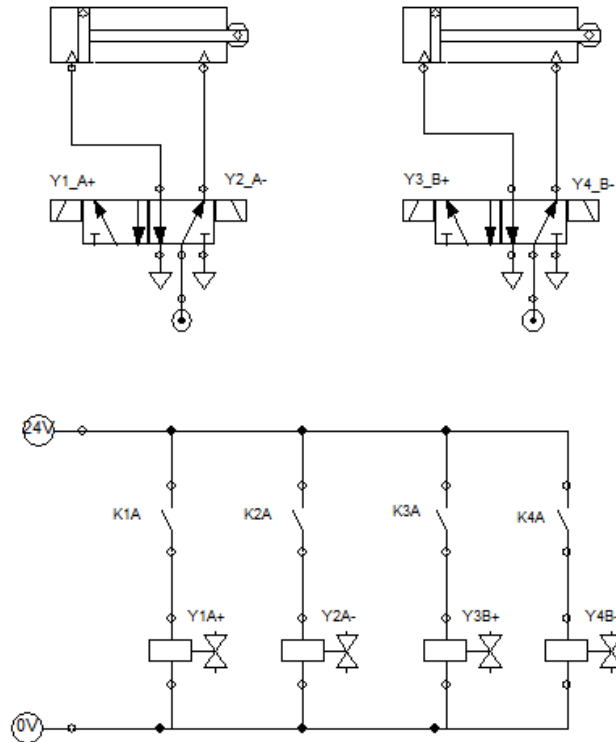 Y1_A+ Y2_A- Y3_B+ Y4_B-
24V
K1A K2A K3A K4A
Y1A+ Y2A- Y3B+ Y4B-
0V